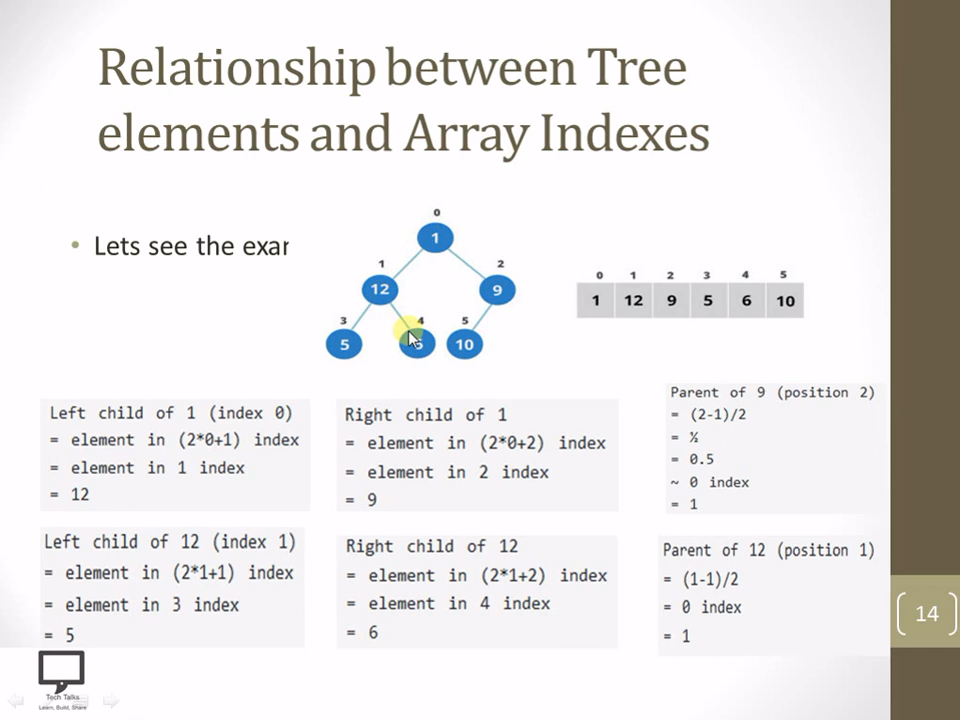 Relationship between Tree
elements and Array Indexes
• Lets see the exar
0
1
1
2
12
9
3
4
5
5
10
0 1 2 3 4 5
1 12 9 5 6 10
Left child of 1 (index 0)
= element in (2*0+1) index
= element in 1 index
= 12
Right child of 1
= element in (2*0+2) index
= element in 2 index
= 9
Parent of 9 (position 2)
= (2-1)/2
= ½
= 0.5
~ 0 index
= 1
Left child of 12 (index 1)
= element in (2*1+1) index
= element in 3 index
= 5
Right child of 12
= element in (2*1+2) index
= element in 4 index
= 6
Parent of 12 (position 1)
= (1-1)/2
= 0 index
= 1
14
Tech Talks
Learn, Build, Share